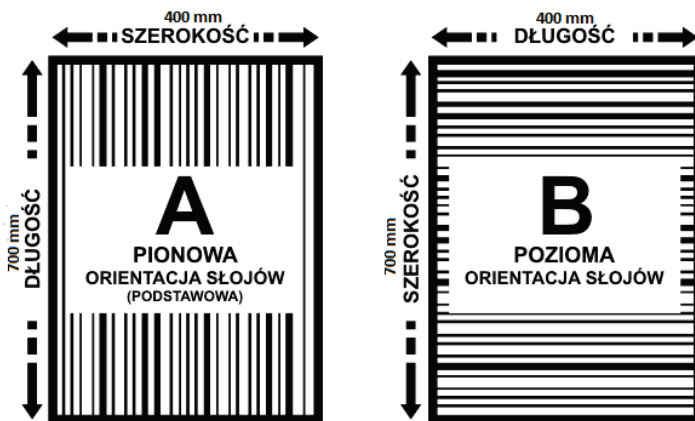 400 mm
SZEROKOŚĆ
700 mm
DŁUGOŚĆ
A
PIONOWA
ORIENTACJA SŁOJÓW
(PODSTAWOWA)
400 mm
DŁUGOŚĆ
700 mm
SZEROKOŚĆ
B
POZIOMA
ORIENTACJA SŁOJÓW